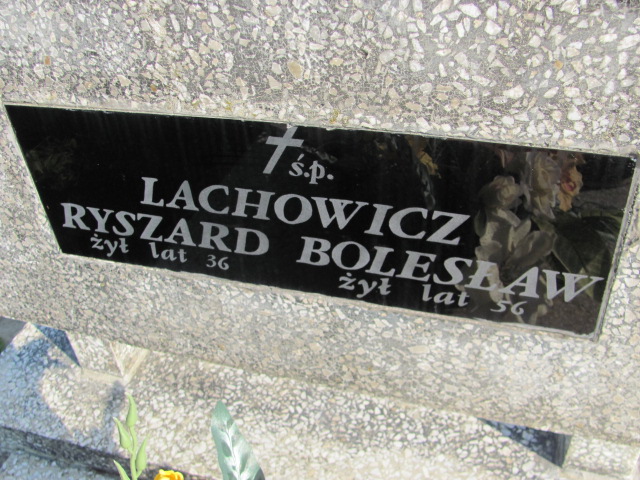 ś.p.
LACHOWICZ
RYSZARD BOLESŁAW
żył lat 36 żył lat 56